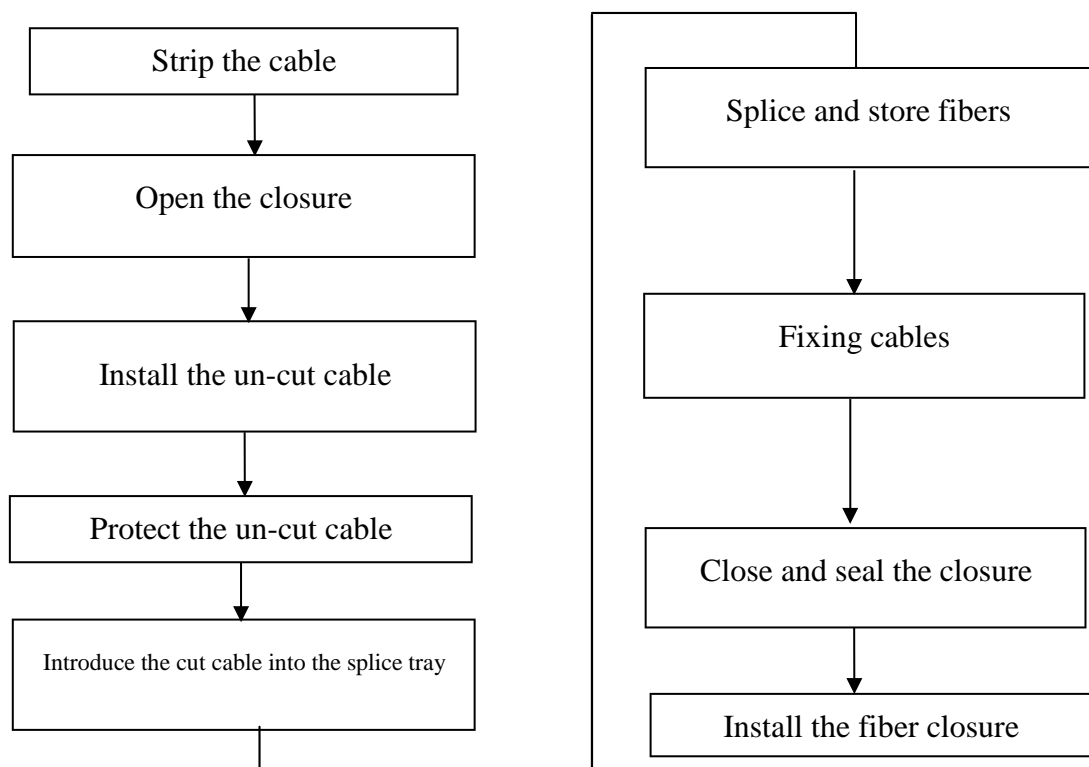 Strip the cable
Open the closure
Install the un-cut cable
Protect the un-cut cable
Introduce the cut cable into the splice tray
Splice and store fibers
Fixing cables
Close and seal the closure
Install the fiber closure